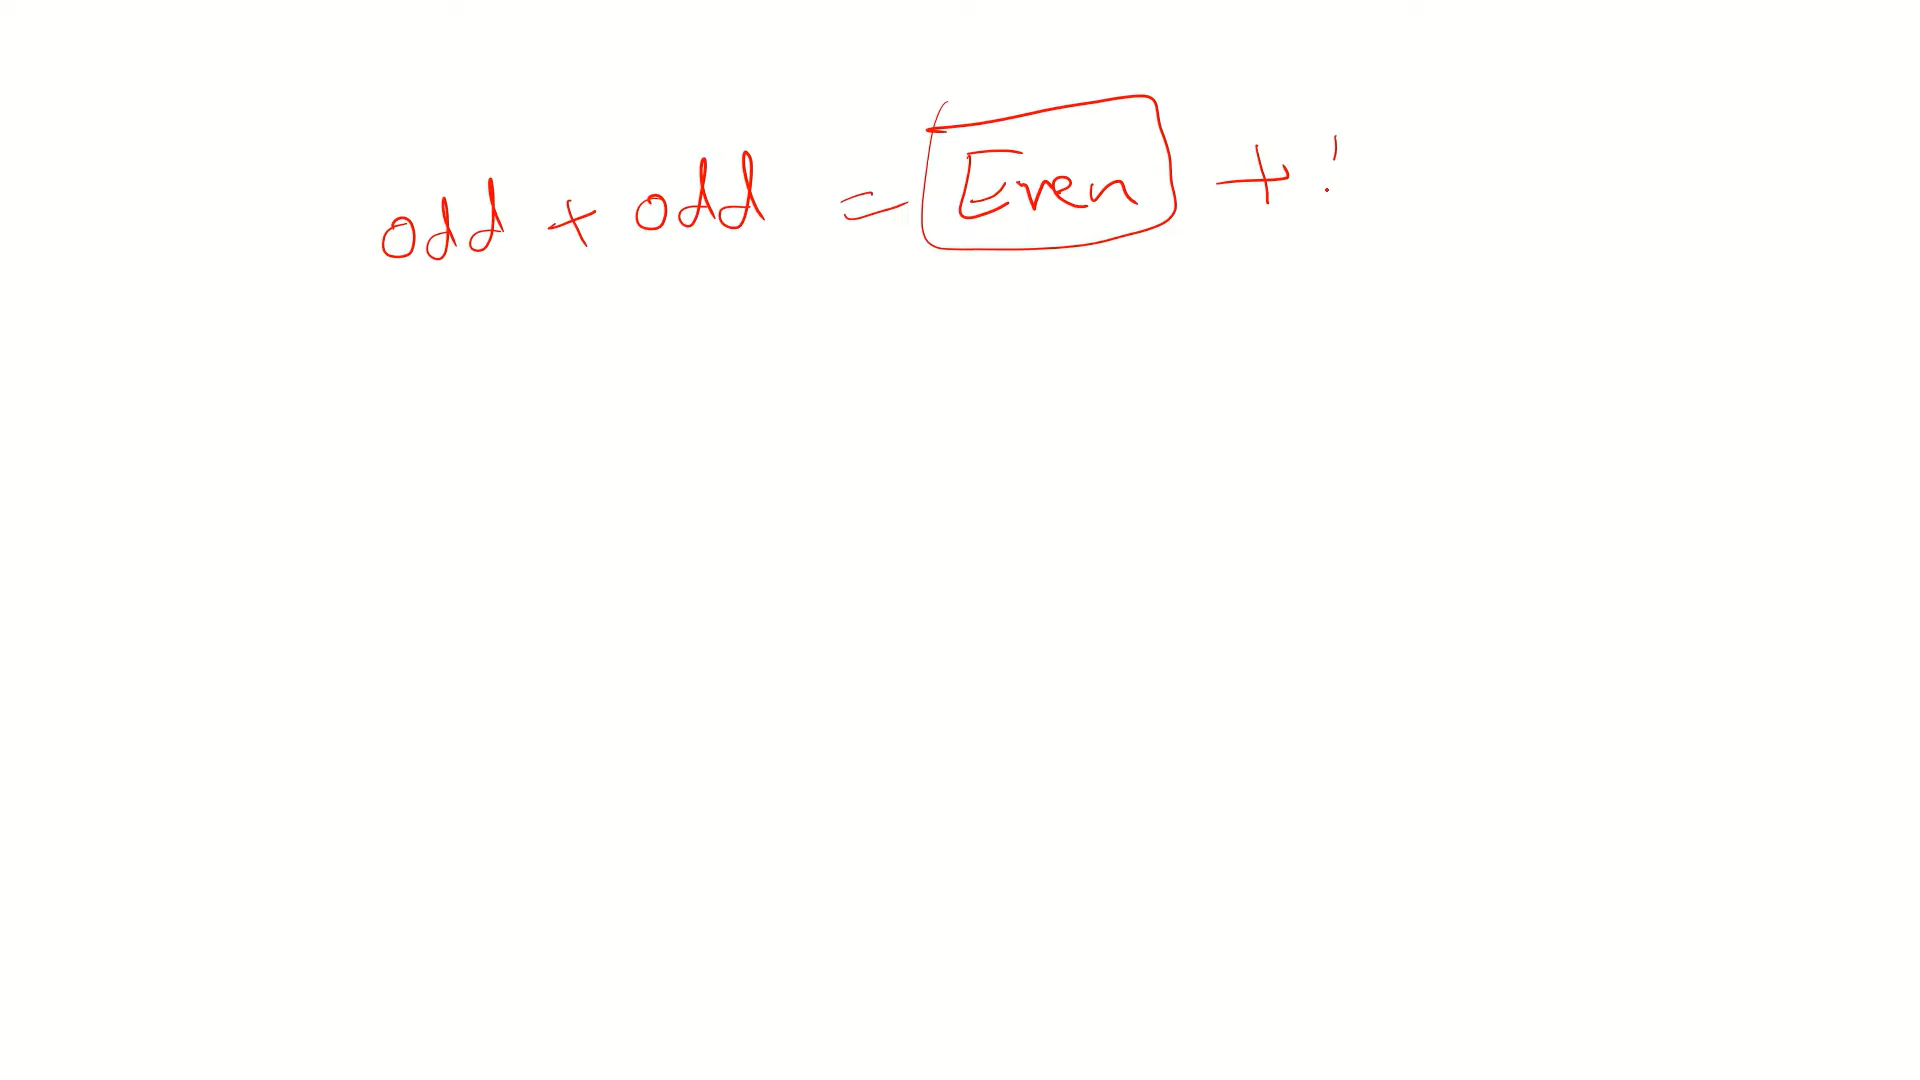 odd + odd = Even +